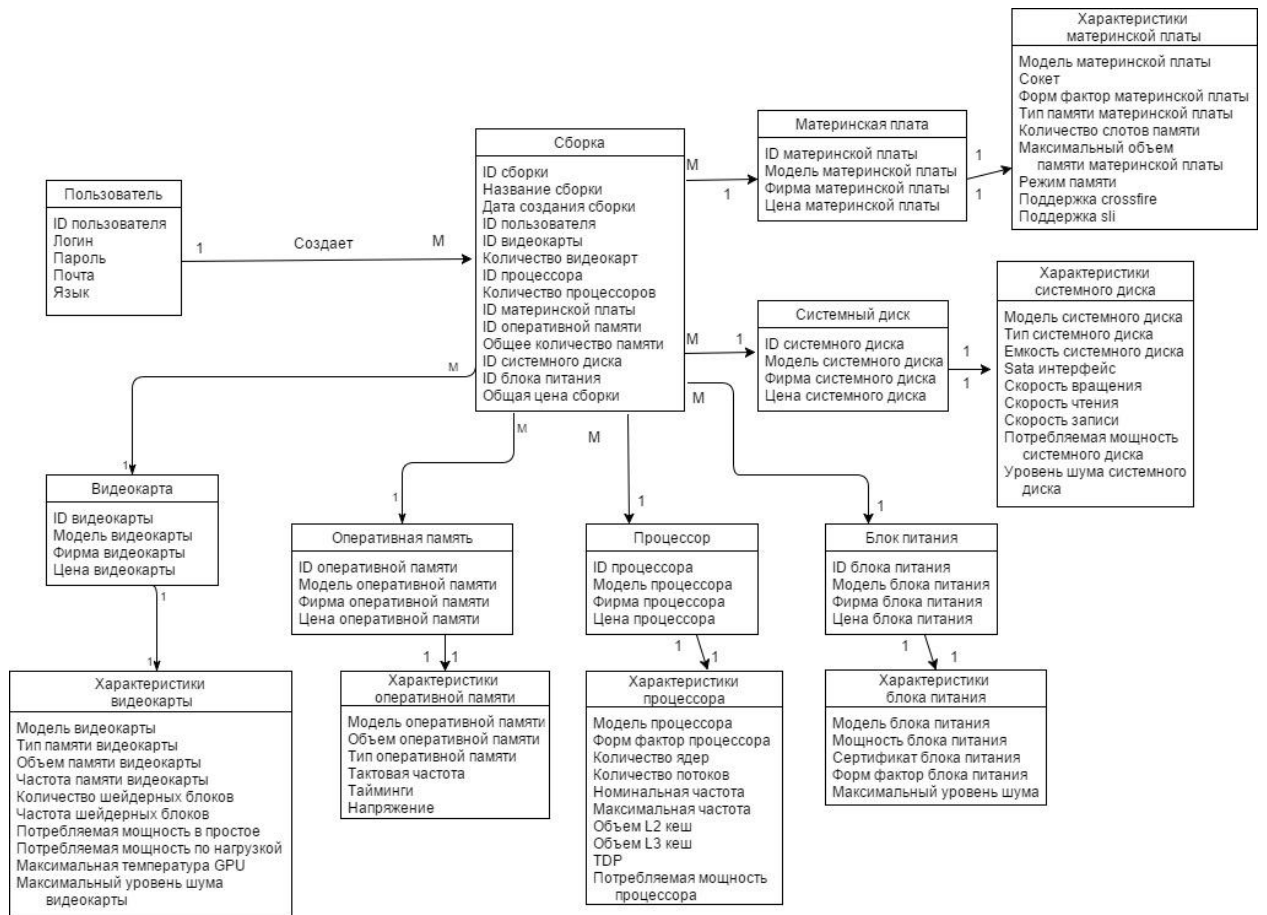 Характеристики
материнской платы
Модель материнской платы
Сокет
Форм фактор материнской платы
Тип памяти материнской платы
Количество слотов памяти
Максимальный объем
памяти материнской платы
Режим памяти
Поддержка crossfire
Поддержка sli
Материнская плата
ID материнской платы
Модель материнской платы
Фирма материнской платы
Цена материнской платы
1
1
M
1
Сборка
ID сборки
Название сборки
Дата создания сборки
ID пользователя
ID видеокарты
Количество видеокарт
ID процессора
Количество процессоров
ID материнской платы
ID оперативной памяти
Общее количество памяти
ID системного диска
ID блока питания
Общая цена сборки
Пользователь
ID пользователя
Логин
Пароль
Почта
Язык
1
Создает
M
Характеристики
системного диска
Модель системного диска
Тип системного диска
Емкость системного диска
Sata интерфейс
Скорость вращения
Скорость чтения
Скорость записи
Потребляемая мощность
системного диска
Уровень шума системного
диска
Системный диск
ID системного диска
Модель системного диска
Фирма системного диска
Цена системного диска
M
1
1
1
M
M
M
M
1
1
1
1
Видеокарта
ID видеокарты
Модель видеокарты
Фирма видеокарты
Цена видеокарты
Оперативная память
ID оперативной памяти
Модель оперативной памяти
Фирма оперативной памяти
Цена оперативной памяти
Процессор
ID процессора
Модель процессора
Фирма процессора
Цена процессора
Блок питания
ID блока питания
Модель блока питания
Фирма блока питания
Цена блока питания
1
1
1
1
1
1
1
1
Характеристики
видеокарты
Модель видеокарты
Тип памяти видеокарты
Объем памяти видеокарты
Частота памяти видеокарты
Количество шейдерных блоков
Частота шейдерных блоков
Потребляемая мощность в простое
Потребляемая мощность по нагрузкой
Максимальная температура GPU
Максимальный уровень шума
видеокарты
Характеристики
оперативной памяти
Модель оперативной памяти
Объем оперативной памяти
Тип оперативной памяти
Тактовая частота
Тайминги
Напряжение
Характеристики
процессора
Модель процессора
Форм фактор процессора
Количество ядер
Количество потоков
Номинальная частота
Максимальная частота
Объем L2 кеш
Объем L3 кеш
TDP
Потребляемая мощность
процессора
Характеристики
блока питания
Модель блока питания
Мощность блока питания
Сертификат блока питания
Форм фактор блока питания
Максимальный уровень шума